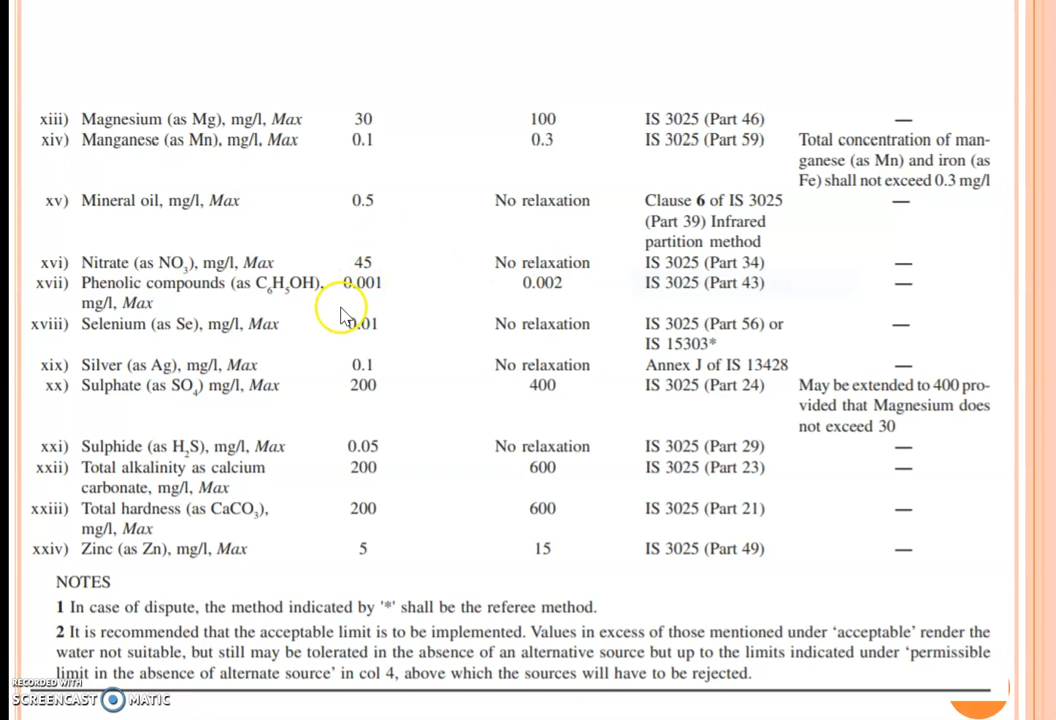 xiii) Magnesium (as Mg), mg/l, Max 30 100 IS 3025 (Part 46) —
xiv) Manganese (as Mn), mg/l, Max 0.1 0.3 IS 3025 (Part 59) Total concentration of man-
ganese (as Mn) and iron (as
Fe) shall not exceed 0.3 mg/l
xv) Mineral oil, mg/l, Max 0.5 No relaxation Clause 6 of IS 3025 —
(Part 39) Infrared
partition method
xvi) Nitrate (as NO3), mg/l, Max 45 No relaxation IS 3025 (Part 34) —
xvii) Phenolic compounds (as C6H5OH), 0.001 0.002 IS 3025 (Part 43) —
mg/l, Max
xviii) Selenium (as Se), mg/l, Max 0.01 No relaxation IS 3025 (Part 56) or —
IS 15303*
xix) Silver (as Ag), mg/l, Max 0.1 No relaxation Annex J of IS 13428 —
xx) Sulphate (as SO4) mg/l, Max 200 400 IS 3025 (Part 24) May be extended to 400 pro-
vided that Magnesium does
not exceed 30
xxi) Sulphide (as H2S), mg/l, Max 0.05 No relaxation IS 3025 (Part 29) —
xxii) Total alkalinity as calcium 200 600 IS 3025 (Part 23) —
carbonate, mg/l, Max
xxiii) Total hardness (as CaCO3), 200 600 IS 3025 (Part 21) —
mg/l, Max
xxiv) Zinc (as Zn), mg/l, Max 5 15 IS 3025 (Part 49) —
NOTES
1 In case of dispute, the method indicated by '*' shall be the referee method.
2 It is recommended that the acceptable limit is to be implemented. Values in excess of those mentioned under ‘acceptable’ render the
water not suitable, but still may be tolerated in the absence of an alternative source but up to the limits indicated under ‘permissible
limit in the absence of alternate source’ in col 4, above which the sources will have to be rejected.
RECORDED WITH
SCREENCAST MATIC